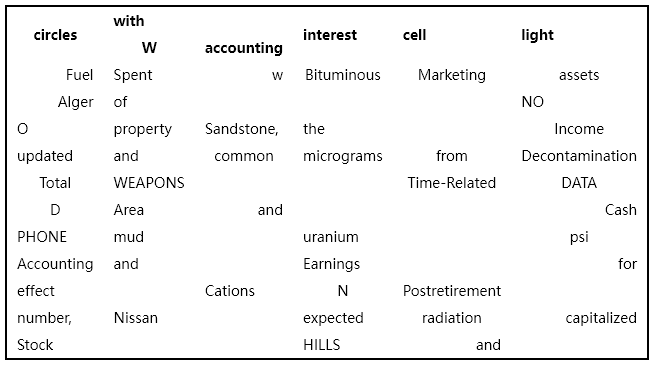 circles with W accounting interest cell light
Fuel Spent w Bituminous Marketing assets
Alger of NO
O property Sandstone, the Income
updated and common micrograms from Decontamination
Total WEAPONS Time-Related DATA
D Area and Cash
PHONE mud uranium psi
Accounting and Earnings for
effect Cations N Postretirement
number, Nissan expected radiation capitalized
Stock HILLS and